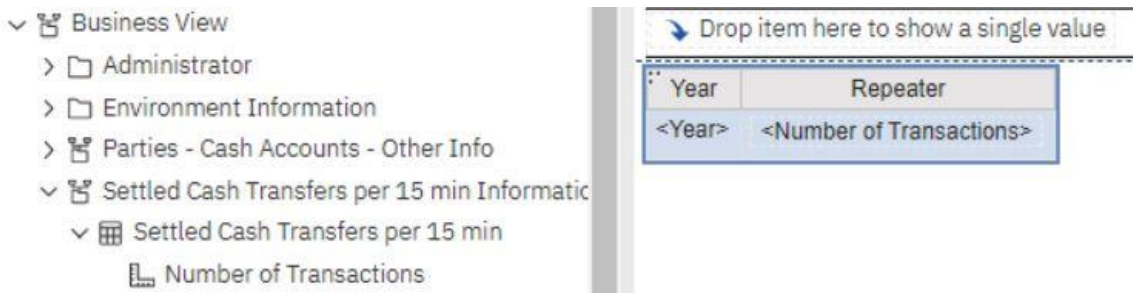 Business View
Administrator
Environment Information
Parties - Cash Accounts - Other Info
Settled Cash Transfers per 15 min Informatic
Settled Cash Transfers per 15 min
Number of Transactions
Drop item here to show a single value
Year Repeater
<Year> <Number of Transactions>